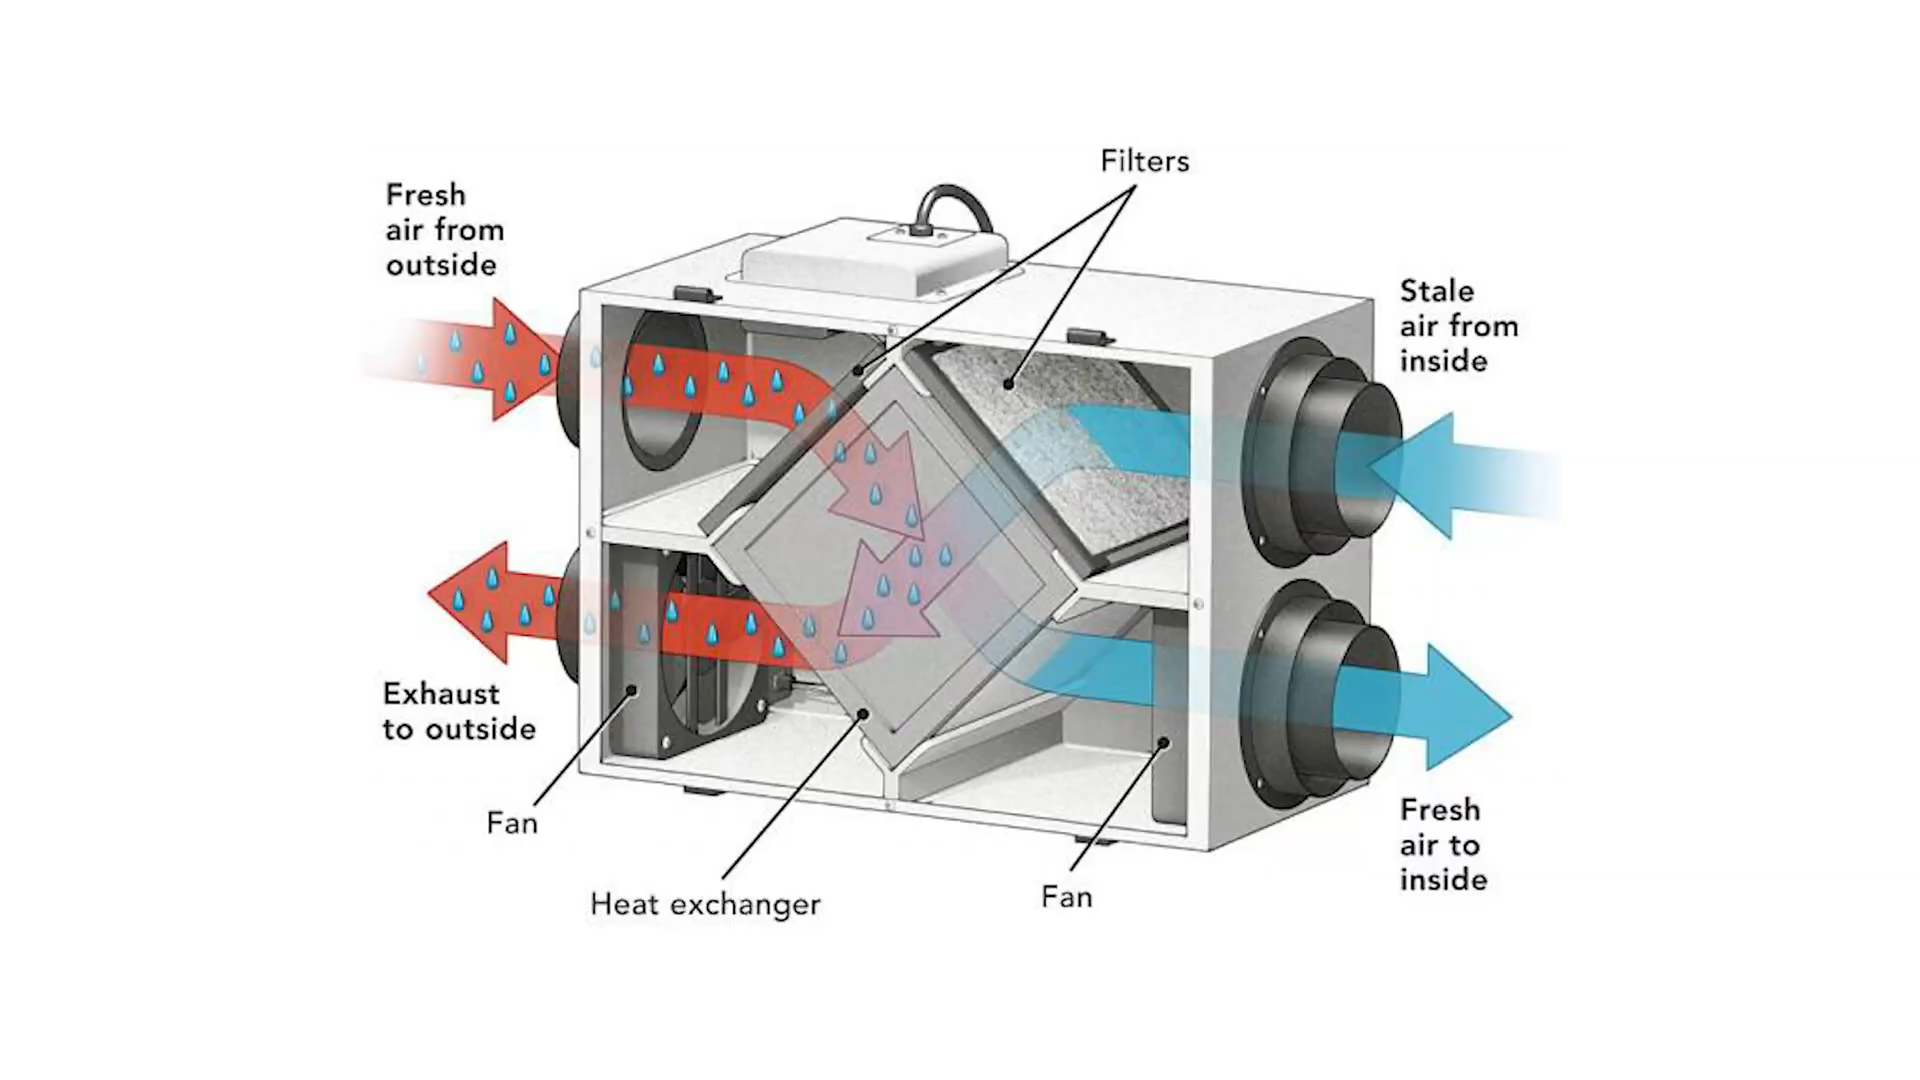 Filters
Fresh
air from
outside
Stale
air from
inside
Exhaust
to outside
Fan
Heat exchanger
Fan
Fresh
air to
inside